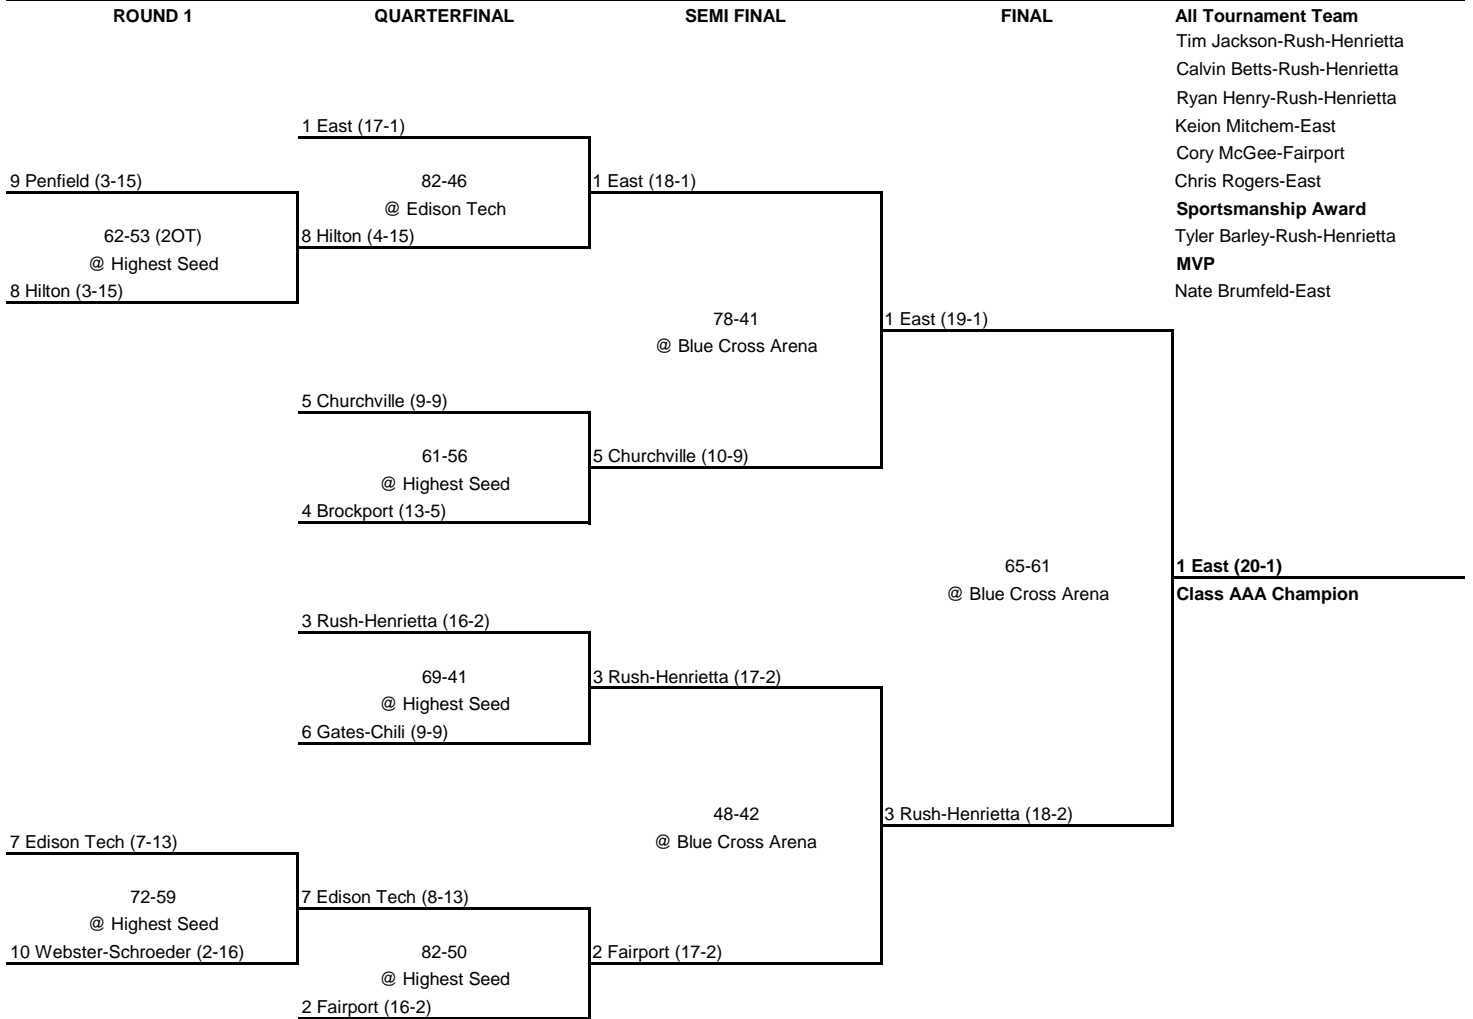 ROUND 1
QUARTERFINAL
SEMI FINAL
FINAL
All Tournament Team
Tim Jackson-Rush-Henrietta
Calvin Betts-Rush-Henrietta
Ryan Henry-Rush-Henrietta
Keion Mitchem-East
Cory McGee-Fairport
Chris Rogers-East
Sportsmanship Award
Tyler Barley-Rush-Henrietta
MVP
Nate Brumfeld-East
9 Penfield (3-15)
62-53 (2OT)
@ Highest Seed
8 Hilton (3-15)
7 Edison Tech (7-13)
72-59
@ Highest Seed
10 Webster-Schroeder (2-16)
1 East (17-1)
82-46
@ Edison Tech
8 Hilton (4-15)
5 Churchville (9-9)
61-56
@ Highest Seed
4 Brockport (13-5)
3 Rush-Henrietta (16-2)
69-41
@ Highest Seed
6 Gates-Chili (9-9)
7 Edison Tech (8-13)
82-50
@ Highest Seed
2 Fairport (16-2)
1 East (18-1)
78-41
@ Blue Cross Arena
5 Churchville (10-9)
3 Rush-Henrietta (17-2)
48-42
@ Blue Cross Arena
2 Fairport (17-2)
1 East (19-1)
65-61
@ Blue Cross Arena
3 Rush-Henrietta (18-2)
1 East (20-1)
Class AAA Champion